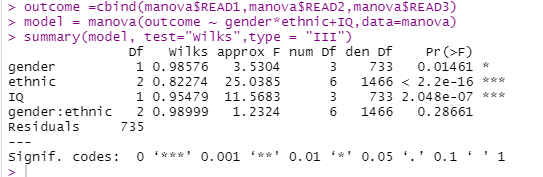 > outcome =cbind(manova$READ1,manova$READ2,manova$READ3)
> model = manova(outcome ~ gender*ethnic+IQ,data=manova)
> summary(model, test="Wilks",type = "III")
               Df   Wilks approx F num Df den Df    Pr(>F)
gender          1 0.98576   3.5304      3    733   0.01461 *
ethnic          2 0.82274  25.0385      6   1466 < 2.2e-16 ***
IQ              1 0.95479  11.5683      3    733 2.048e-07 ***
gender:ethnic   2 0.98999   1.2324      6   1466   0.28661
Residuals     735
---
Signif. codes:  0 ‘***’ 0.001 ‘**’ 0.01 ‘*’ 0.05 ‘.’ 0.1 ‘ ’ 1
>